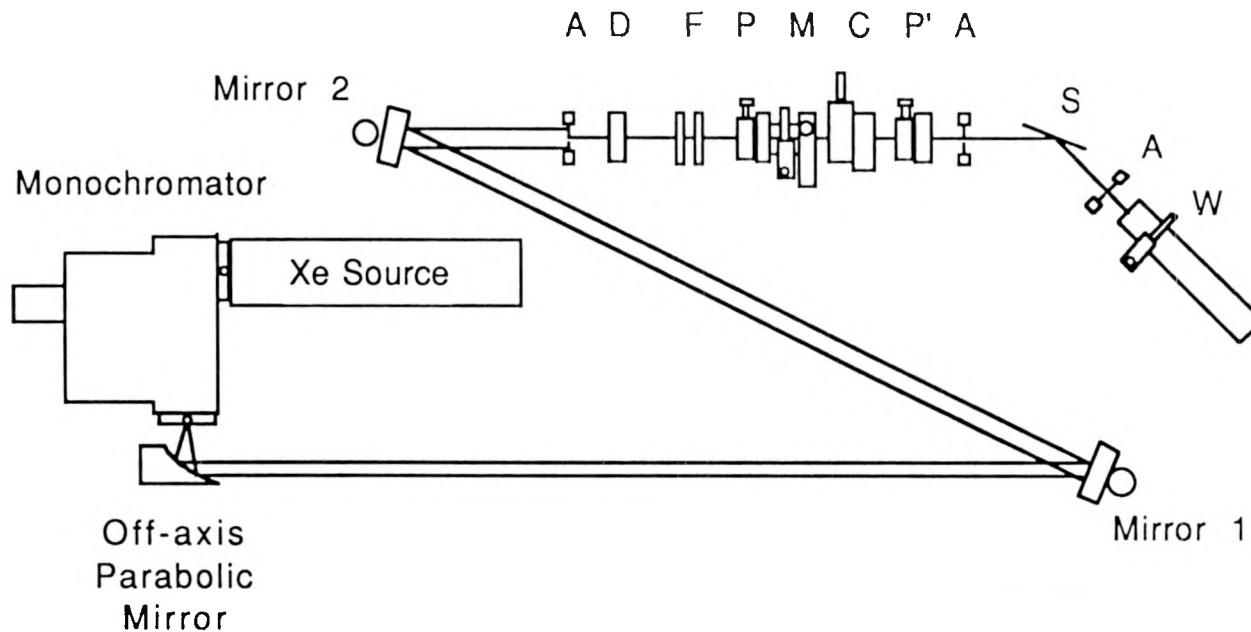 A D F P M C P' A
Mirror 2
S
A
Monochromator
W
Xe Source
Mirror 1
Off-axis
Parabolic
Mirror